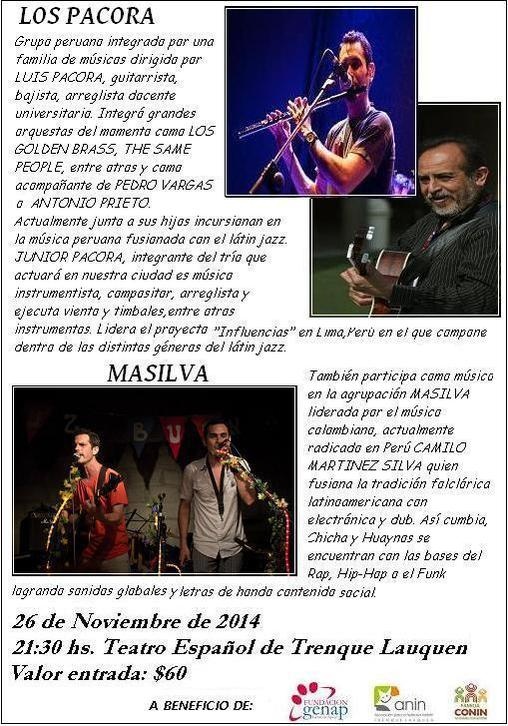 LOS PACORA
Grupo peruano integrado por una
familia de músicos dirigido por
LUIS PACORA, guitarrista,
bajista, arreglista docente
universitario. Integró grandes
orquestas del momento como LOS
GOLDEN BRASS, THE SAME
PEOPLE, entre otras y como
acompañante de PEDRO VARGAS
o ANTONIO PRIETO.
Actualmente junto a sus hijos incursionan en
la música peruana fusionada con el látin jazz.
JUNIOR PACORA, integrante del trío que
actuará en nuestra ciudad es músico
instrumentista, compositor, arreglista y
ejecuta viento y timbales,entre otros
instrumentos. Lidera el proyecto "Influencias" en Lima,Perù en el que compone
dentro de los distintos géneros del látin jazz.
MASILVA
También participa como músico
en la agrupación MASILVA
liderada por el músico
colombiano, actualmente
radicado en Perú CAMILO
MARTINEZ SILVA quien
fusiona la tradición folclórica
latinoamericana con
electrónica y dub. Así cumbia,
Chicha y Huaynos se
encuentran con las bases del
Rap, Hip-Hop o el Funk
logrando sonidos globales y letras de hondo contenido social.
26 de Noviembre de 2014
21:30 hs. Teatro Español de Trenque Lauquen
Valor entrada: $60
A BENEFICIO DE:
FUNDACION
genap
anin
FAMILIA
CONIN